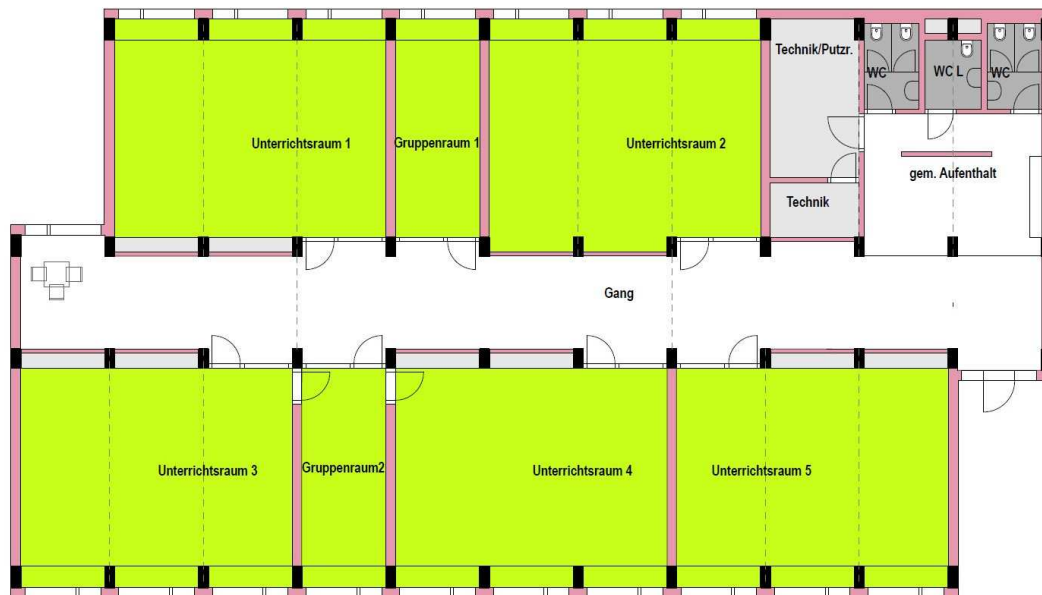 Technik/Putzr.
WC
WC L
WC
Unterrichtsraum 1
Gruppenraum 1
Unterrichtsraum 2
gem. Aufenthalt
Technik
Gang
Unterrichtsraum 3
Gruppenraum2
Unterrichtsraum 4
Unterrichtsraum 5